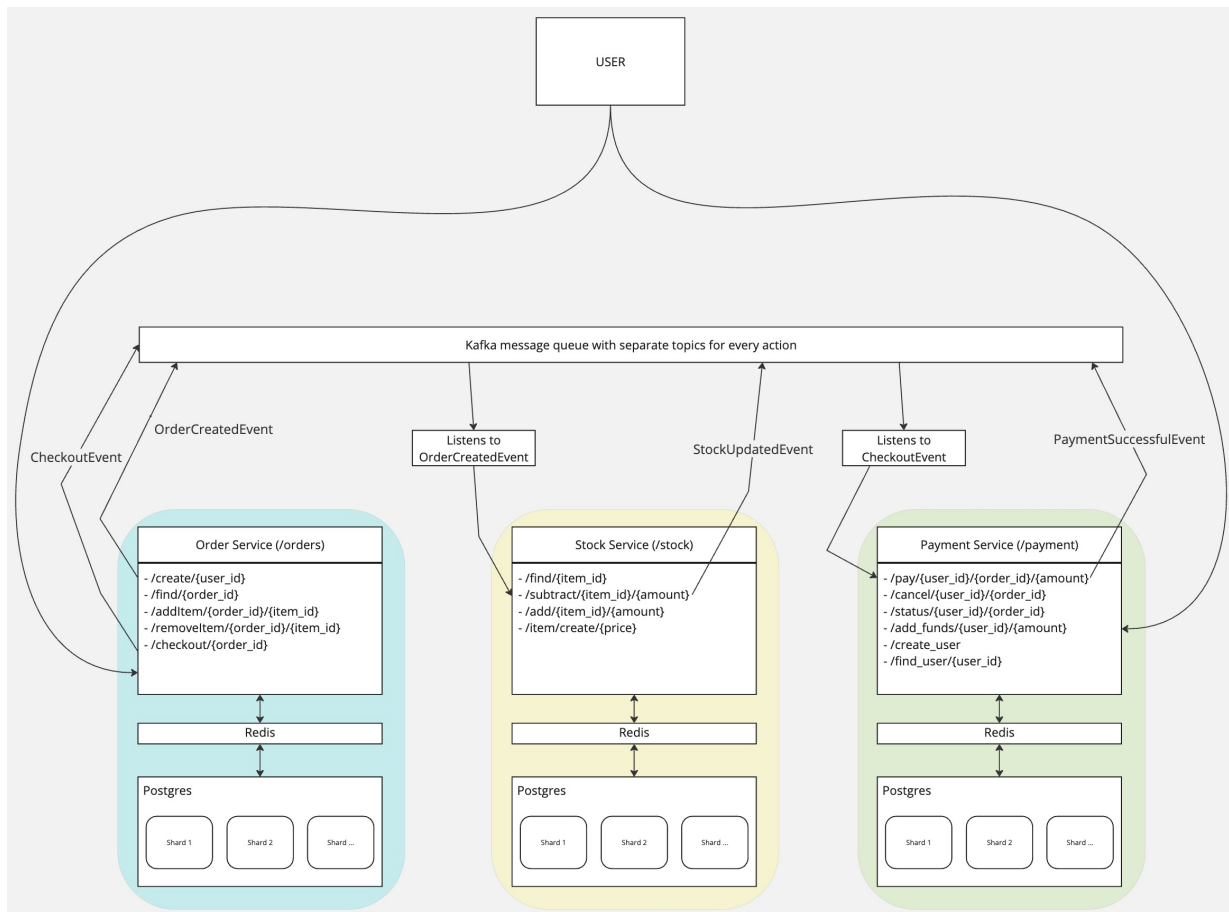 USER
Kafka message queue with separate topics for every action
OrderCreatedEvent
CheckoutEvent
Listens to
OrderCreatedEvent
StockUpdatedEvent
Listens to
CheckoutEvent
PaymentSuccessfulEvent
Order Service (/orders)
- /create/{user_id}
- /find/{order_id}
- /addItem/{order_id}/{item_id}
- /removeItem/{order_id}/{item_id}
- /checkout/{order_id}
Redis
Postgres
Shard 1
Shard 2
Shard ...
Stock Service (/stock)
- /find/{item_id}
- /subtract/{item_id}/{amount}
- /add/{item_id}/{amount}
- /item/create/{price}
Redis
Postgres
Shard 1
Shard 2
Shard ...
Payment Service (/payment)
- /pay/{user_id}/{order_id}/{amount}
- /cancel/{user_id}/{order_id}
- /status/{user_id}/{order_id}
- /add_funds/{user_id}/{amount}
- /create_user
- /find_user/{user_id}
Redis
Postgres
Shard 1
Shard 2
Shard ...